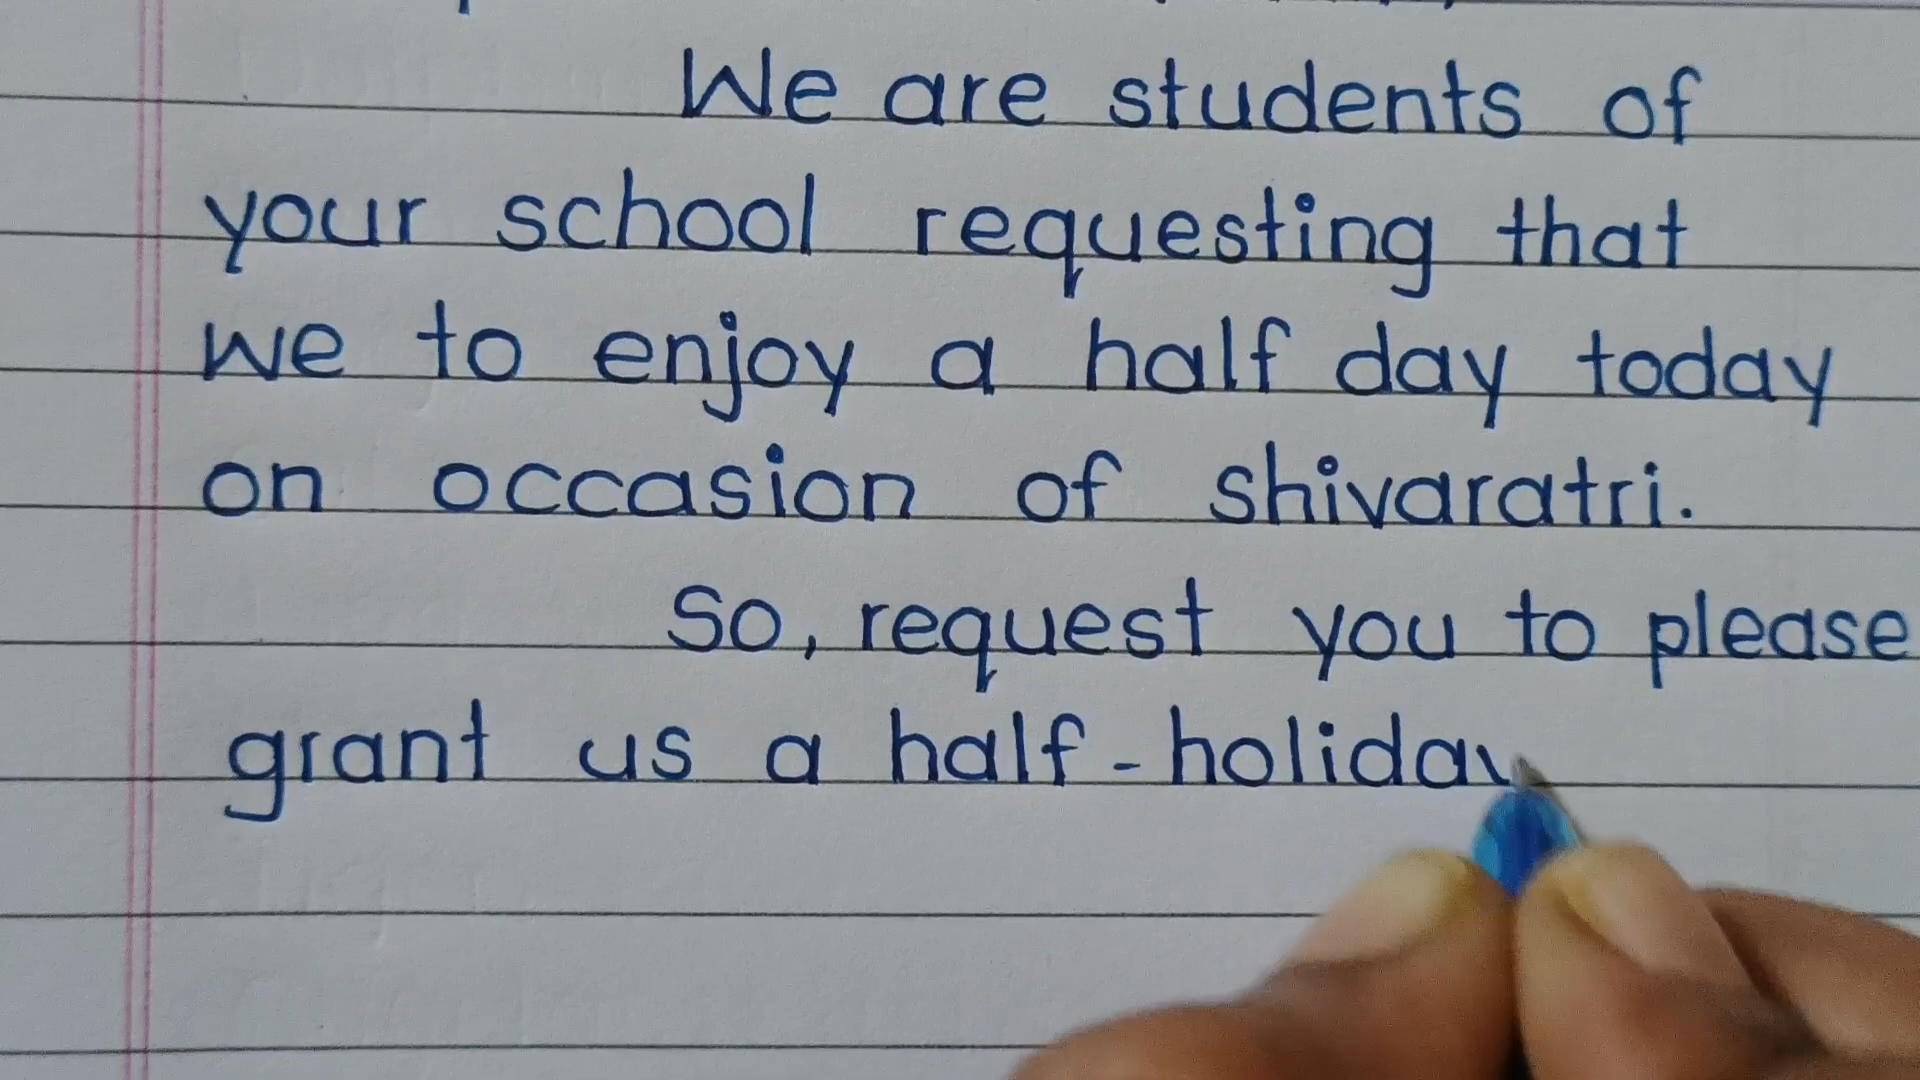 We are students of
your school requesting that
we to enjoy a half day today
on occasion of shivaratri.
So, request you to please
grant us a half-holiday